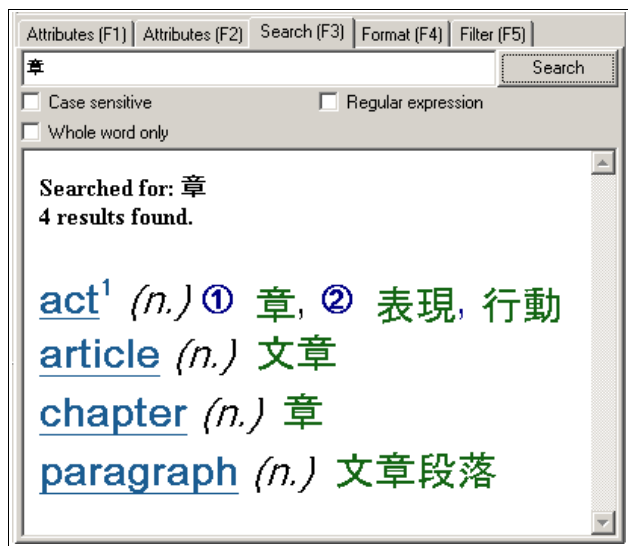 Attributes (F1) Attributes (F2) Search (F3) Format (F4) Filter (F5)
章 Search
Case sensitive Regular expression
Whole word only
Searched for: 章
4 results found.
act¹ (n.) ① 章, ② 表現, 行動
article (n.) 文章
chapter (n.) 章
paragraph (n.) 文章段落